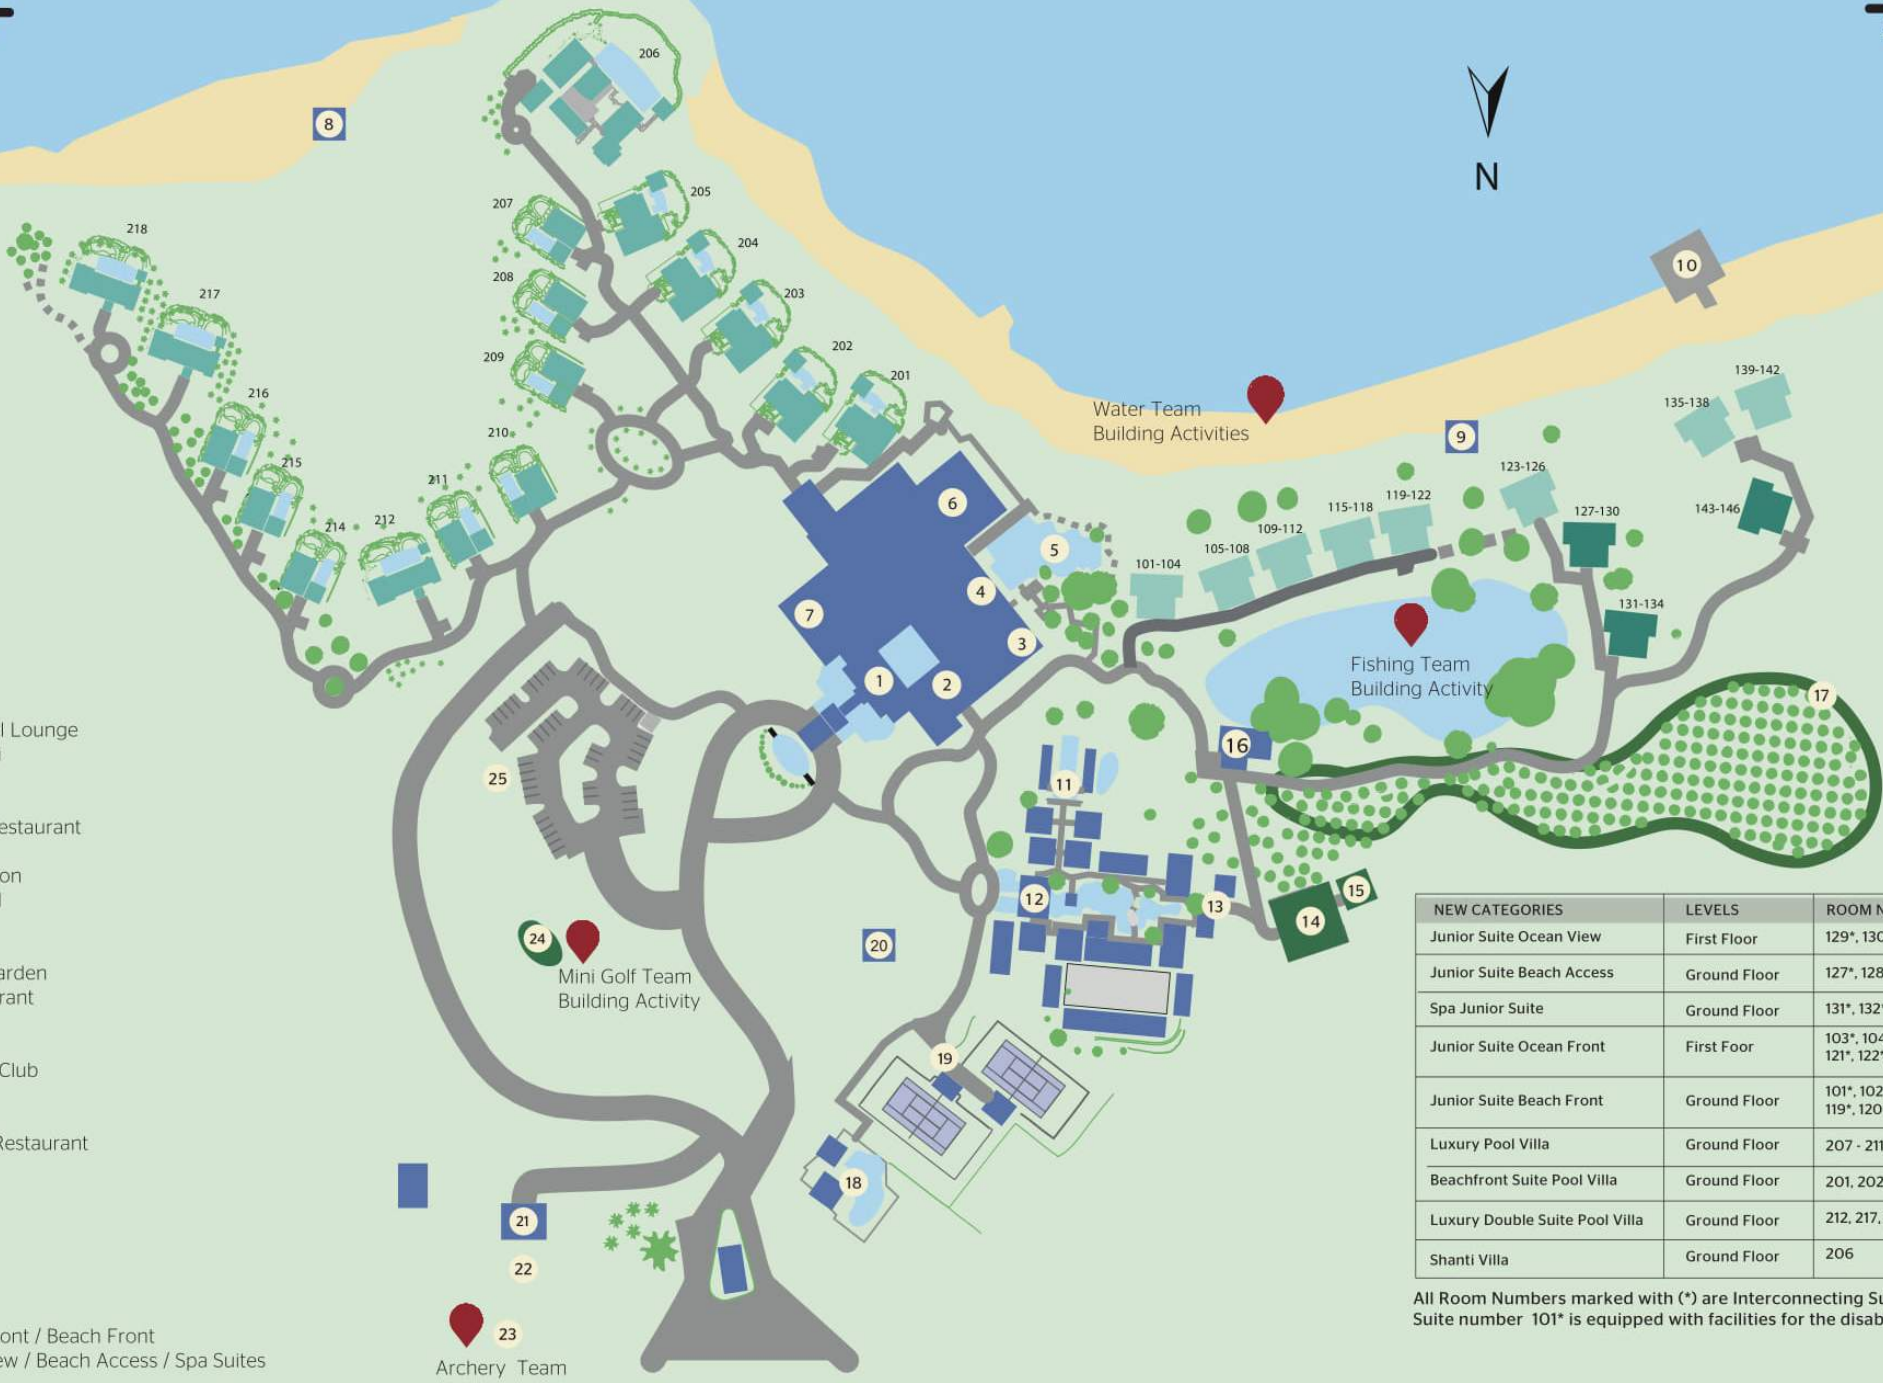 206
8
N
207
205
218
204
10
208
217
203
209
202
139-142
216
201
135-138
Water Team
Building Activities
9
210
123-126
215
211
6
119-122
115-118
143-146
127-130
214
212
5
109-112
105-108
101-104
4
7
3
131-134
Fishing Team
Building Activity
1
2
17
l Lounge
16
25
11
estaurant
on
12
13
14
15
24
20
Mini Golf Team
Building Activity
arden
rant
19
Club
Restaurant
18
21
22
23
Archery Team
ont / Beach Front
ew / Beach Access / Spa Suites
NEW CATEGORIES LEVELS ROOM N
Junior Suite Ocean View First Floor 129*, 130
Junior Suite Beach Access Ground Floor 127*, 128
Spa Junior Suite Ground Floor 131*, 132*
Junior Suite Ocean Front First Foor 103*, 104
121*, 122*
Junior Suite Beach Front Ground Floor 101*, 102
119*, 120
Luxury Pool Villa Ground Floor 207 - 211
Beachfront Suite Pool Villa Ground Floor 201, 202
Luxury Double Suite Pool Villa Ground Floor 212, 217,
Shanti Villa Ground Floor 206
All Room Numbers marked with (*) are Interconnecting Su
Suite number 101* is equipped with facilities for the disab